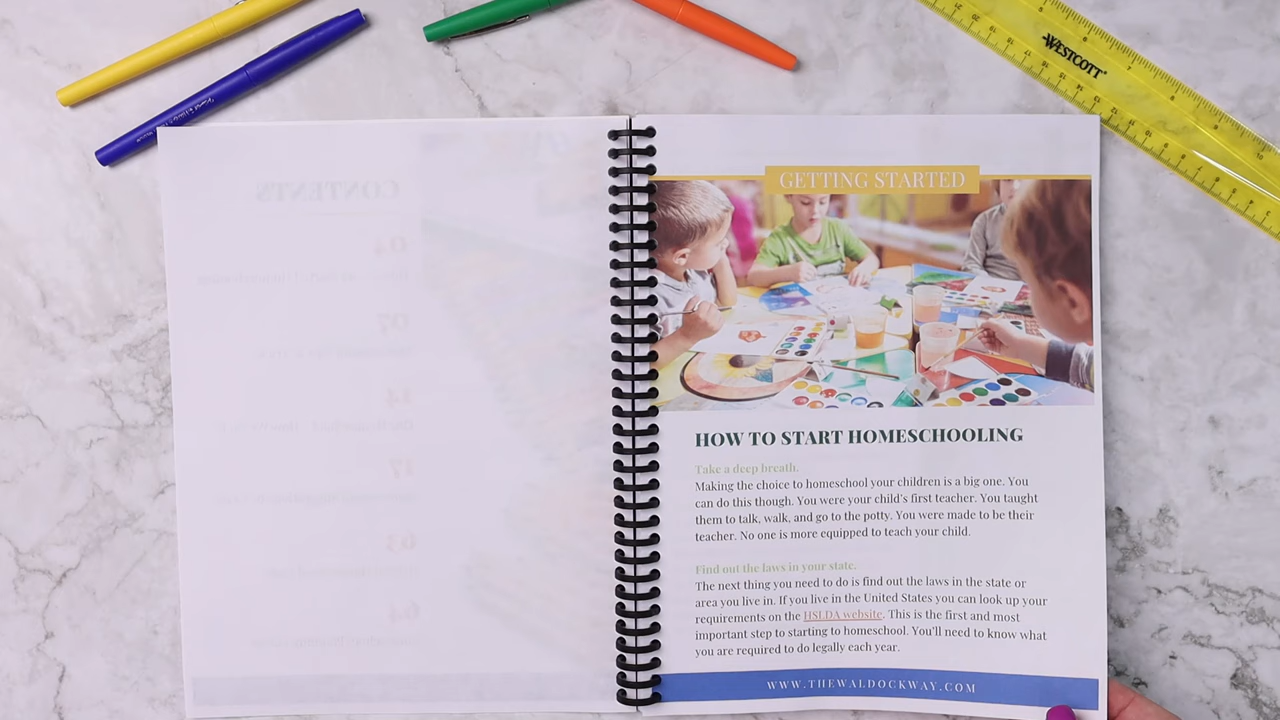 WESTCOTT
GETTING STARTED
HOW TO START HOMESCHOOLING
Take a deep breath.
Making the choice to homeschool your children is a big one. You
can do this though. You were your child's first teacher. You taught
them to talk, walk, and go to the potty. You were made to be their
teacher. No one is more equipped to teach your child.
Find out the laws in your state.
The next thing you need to do is find out the laws in the state or
area you live in. If you live in the United States you can look up your
requirements on the HSLDA website. This is the first and most
important step to starting to homeschool. You'll need to know what
you are required to do legally each year.
WWW.THEWALDOCKWAY.COM
CONTENTS